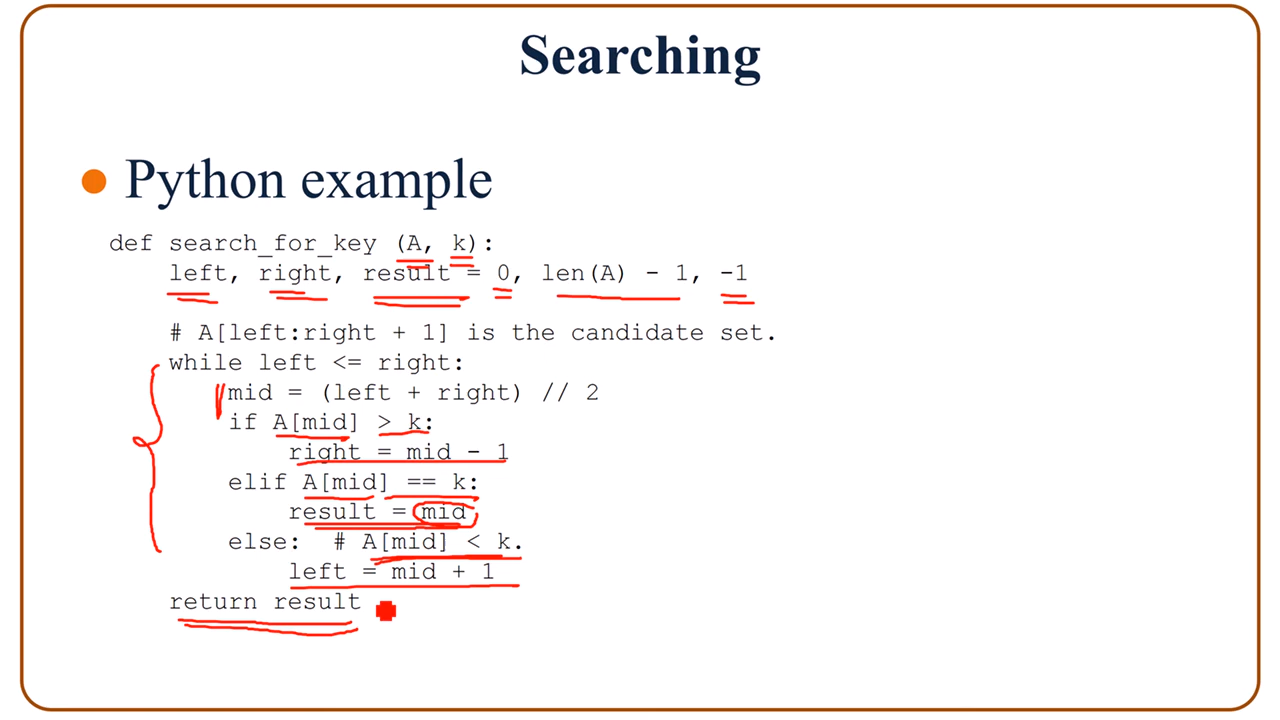 Searching
Python example
def search_for_key (A, k):
    left, right, result = 0, len(A) - 1, -1
    # A[left:right + 1] is the candidate set.
    while left <= right:
        mid = (left + right) // 2
        if A[mid] > k:
            right = mid - 1
        elif A[mid] == k:
            result = mid
        else:  # A[mid] < k.
            left = mid + 1
    return result